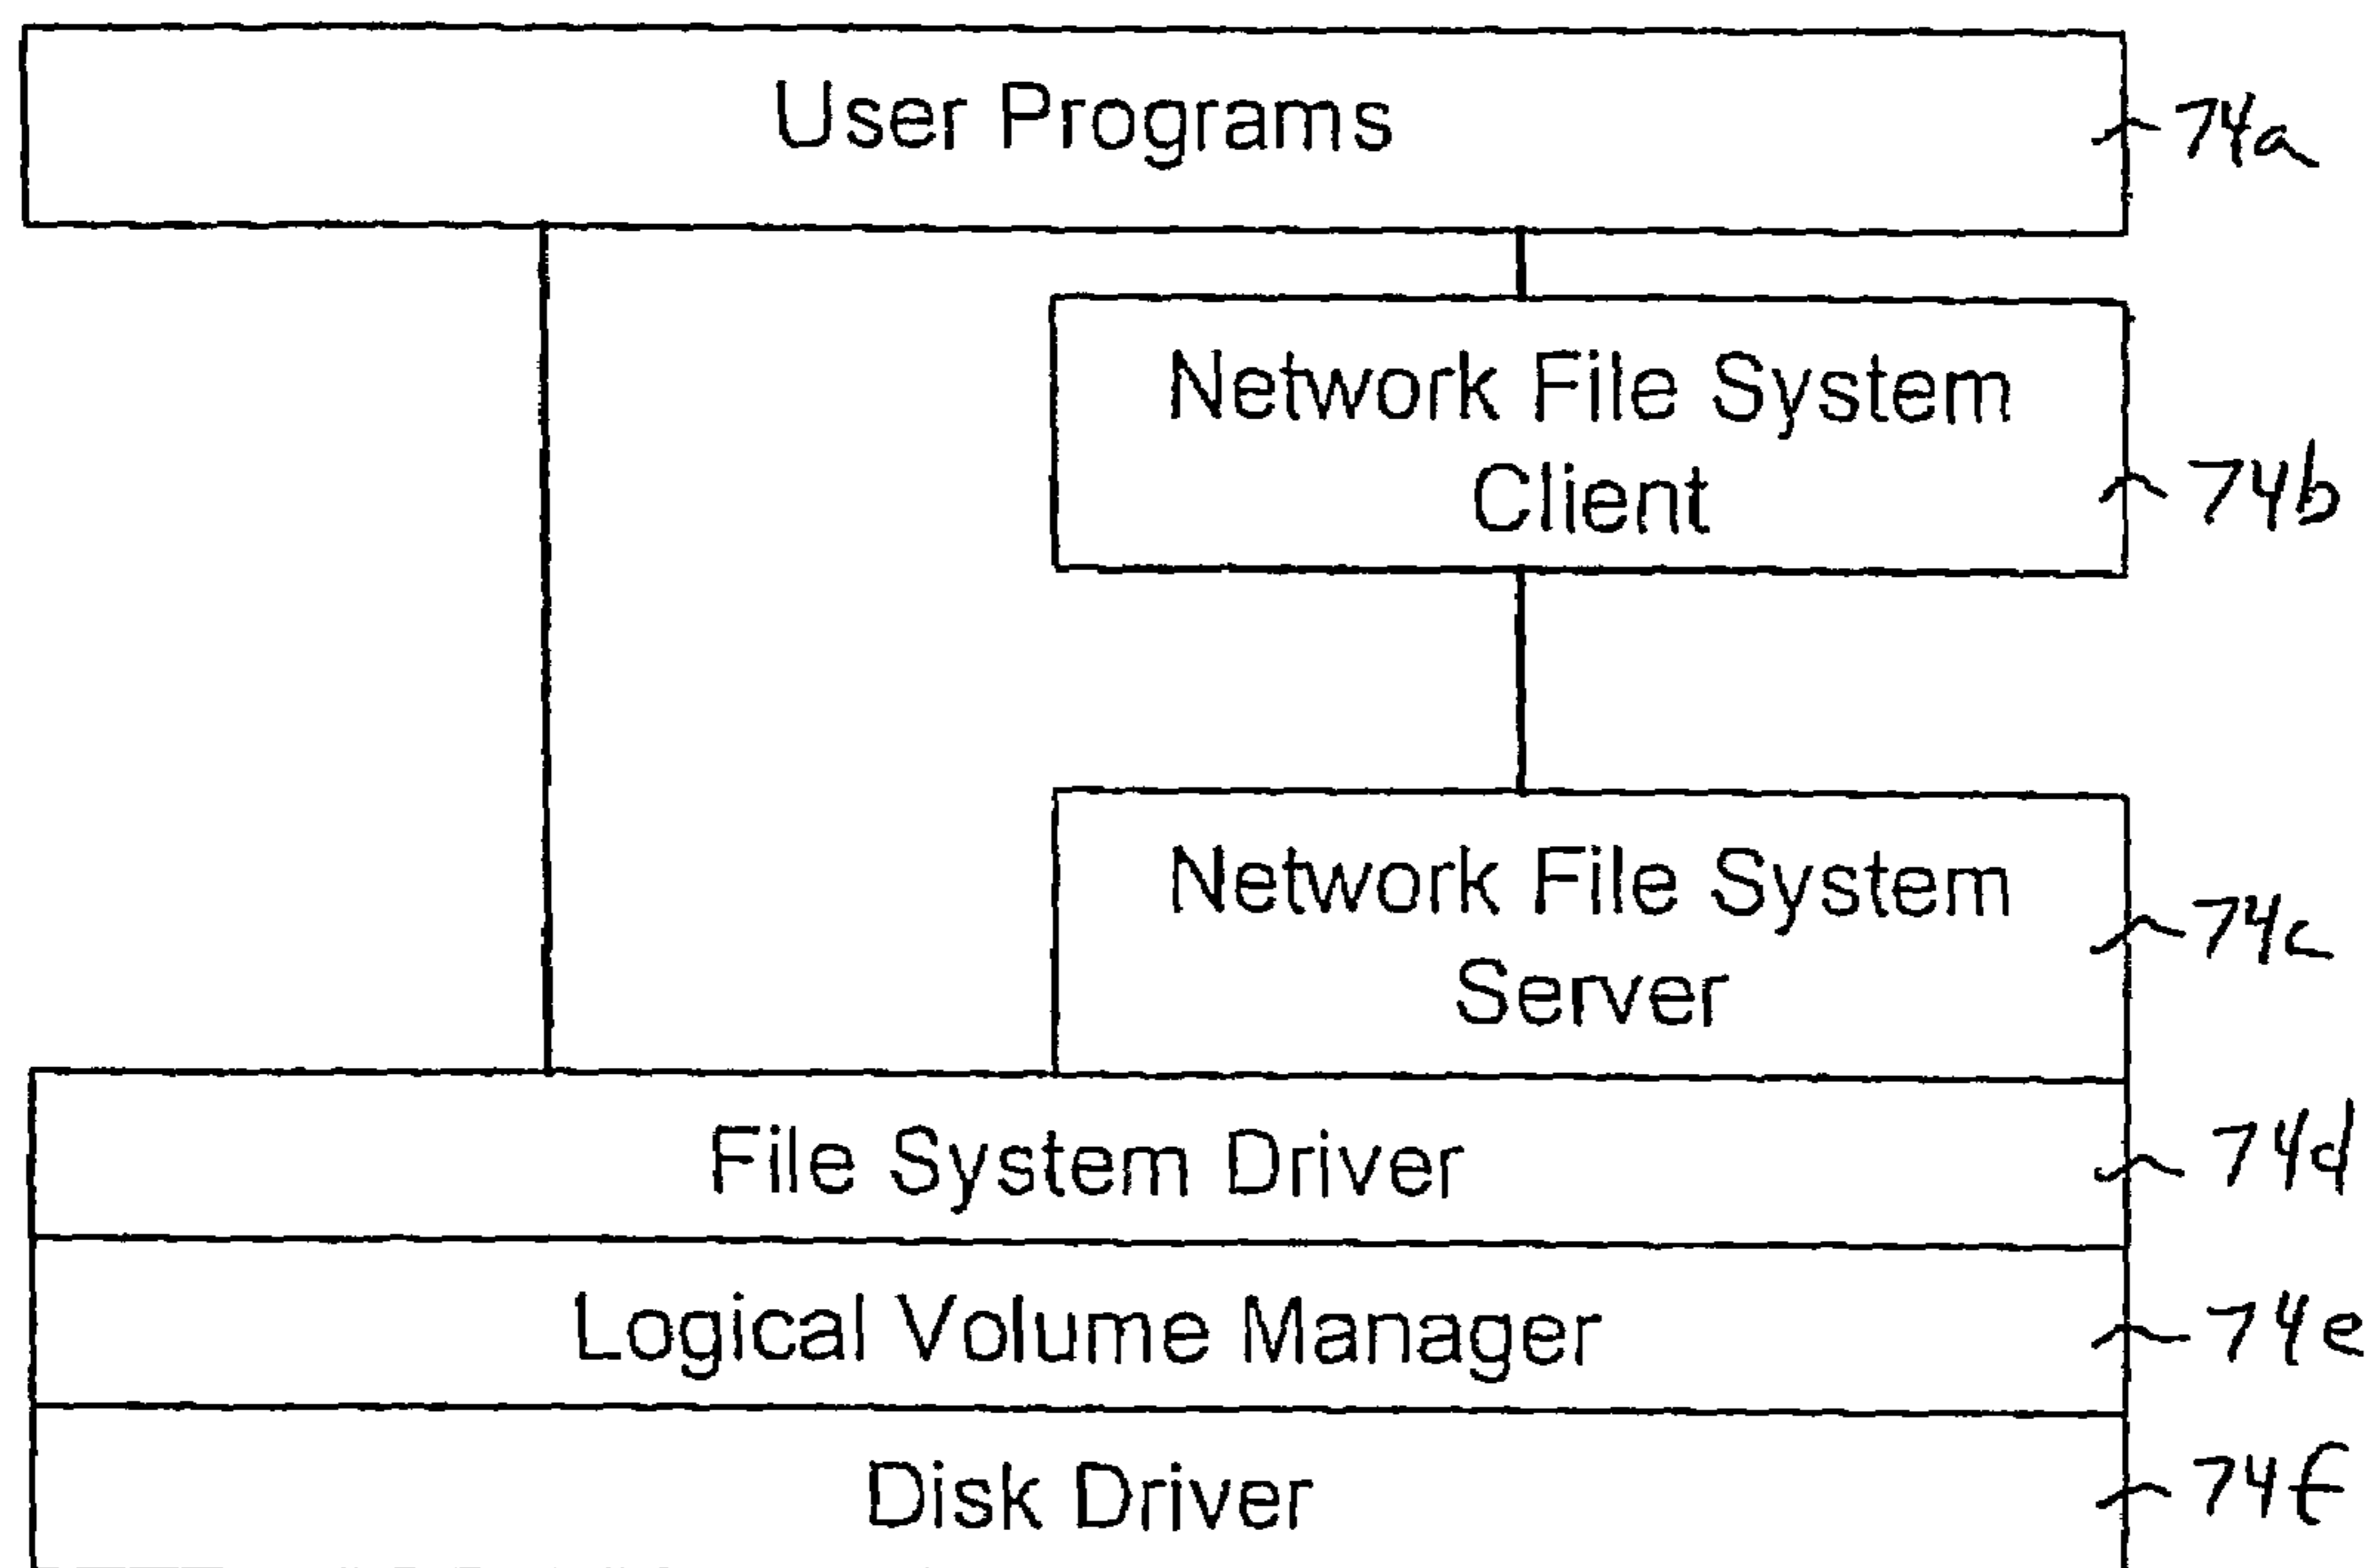 User Programs
74a
Network File System
Client
74b
Network File System
Server
74c
File System Driver
74d
Logical Volume Manager
74e
Disk Driver
74f